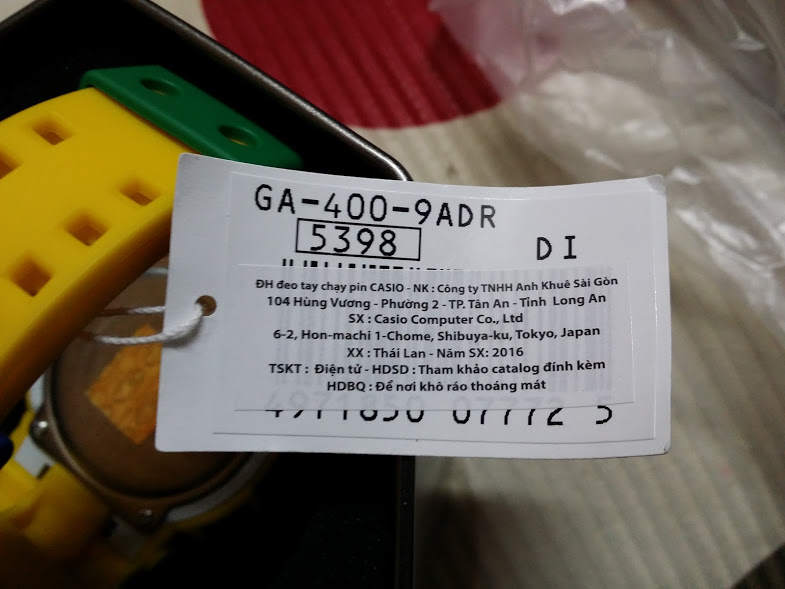 GA-400-9ADR
5398 DI
ĐH đeo tay chạy pin CASIO - NK : Công ty TNHH Anh Khuê Sài Gòn
104 Hùng Vương - Phường 2 - TP. Tân An - Tỉnh Long An
SX : Casio Computer Co., Ltd
6-2, Hon-machi 1-Chome, Shibuya-ku, Tokyo, Japan
XX : Thái Lan - Năm SX: 2016
TSKT : Điện tử - HDSD : Tham khảo catalog đính kèm
HDBQ : Để nơi khô ráo thoáng mát
4971850 07772 5